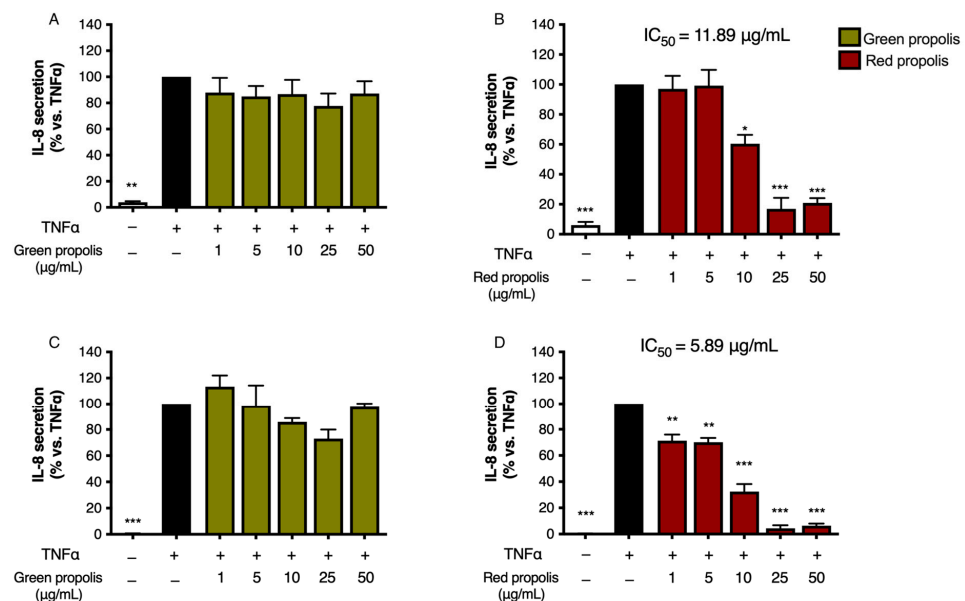 A
140
120
100
80
60
40
20
0
IL-8 secretion
(% vs. TNFα)
**
TNFα – + + + + + +
Green propolis – – 1 5 10 25 50
(µg/mL)
B
IC50 = 11.89 µg/mL
140
120
100
80
60
40
20
0
IL-8 secretion
(% vs. TNFα)
*** * *** ***
TNFα – + + + + + +
Red propolis – – 1 5 10 25 50
(µg/mL)
Green propolis
Red propolis
C
140
120
100
80
60
40
20
0
IL-8 secretion
(% vs. TNFα)
***
TNFα – + + + + + +
Green propolis – – 1 5 10 25 50
(µg/mL)
D
IC50 = 5.89 µg/mL
140
120
100
80
60
40
20
0
IL-8 secretion
(% vs. TNFα)
*** ** ** *** *** ***
TNFα – + + + + + +
Red propolis – – 1 5 10 25 50
(µg/mL)